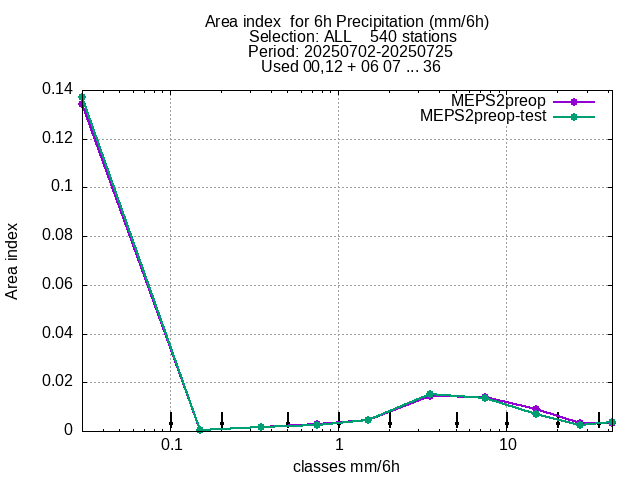 Area index  for 6h Precipitation (mm/6h)
Selection: ALL    540 stations
Period: 20250702-20250725
Used 00,12 + 06 07 ... 36
MEPS2preop
MEPS2preop-test
0.14
0.12
0.1
0.08
0.06
0.04
0.02
0
Area index
0.1 1 10
classes mm/6h